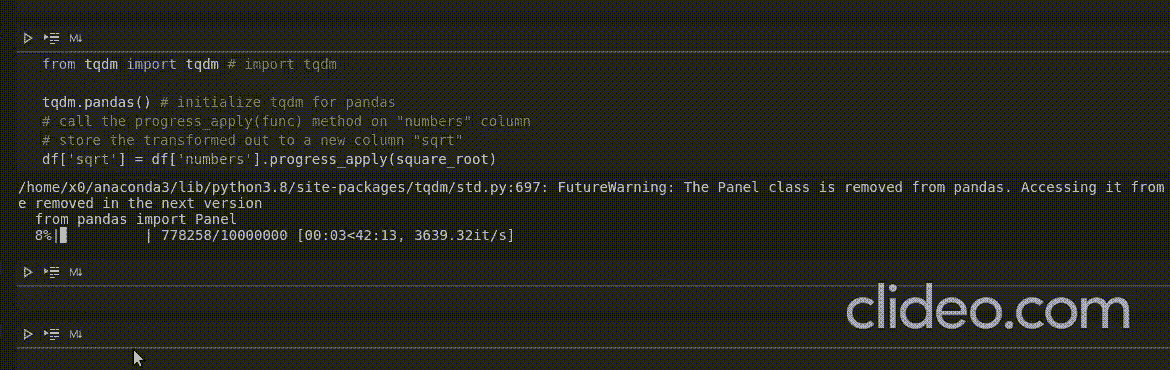 M↓
from tqdm import tqdm # import tqdm
tqdm.pandas() # initialize tqdm for pandas
# call the progress_apply(func) method on "numbers" column
# store the transformed out to a new column "sqrt"
df['sqrt'] = df['numbers'].progress_apply(square_root)
/home/x0/anaconda3/lib/python3.8/site-packages/tqdm/std.py:697: FutureWarning: The Panel class is removed from pandas. Accessing it from
e removed in the next version
from pandas import Panel
8%|█ | 778258/10000000 [00:03<42:13, 3639.32it/s]
M↓
clideo.com
M↓